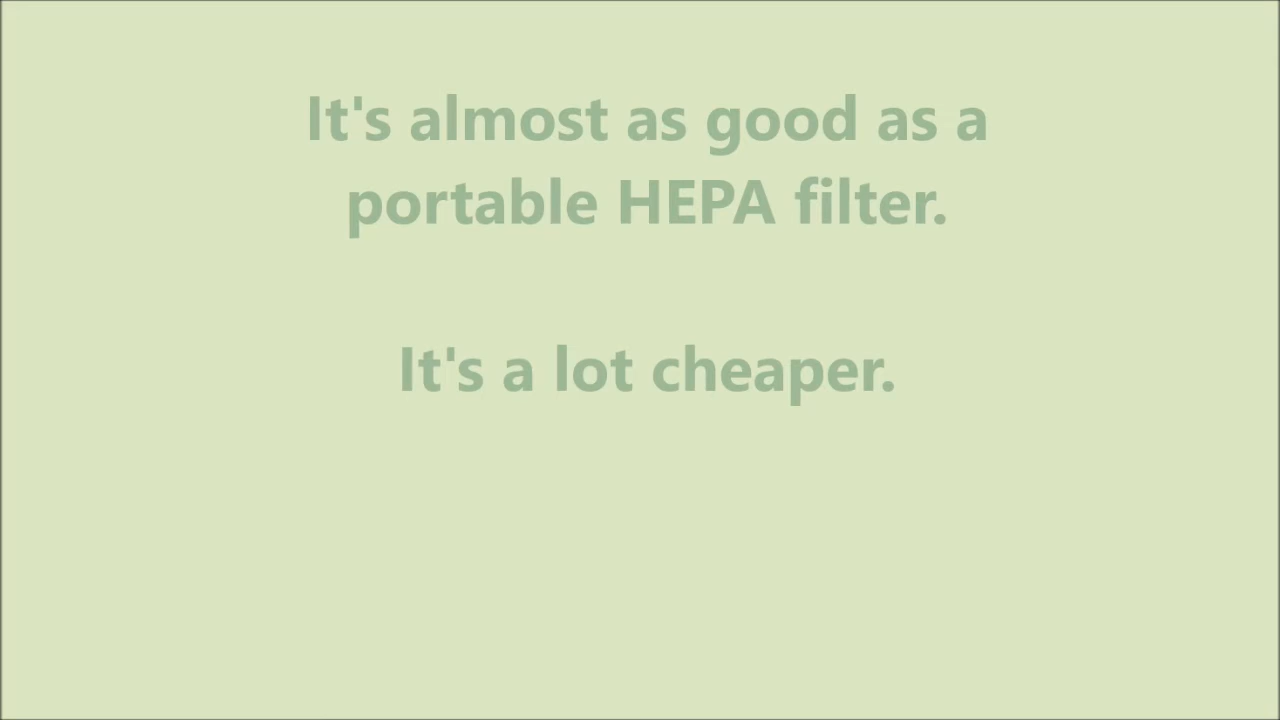 It's almost as good as a
portable HEPA filter.
It's a lot cheaper.